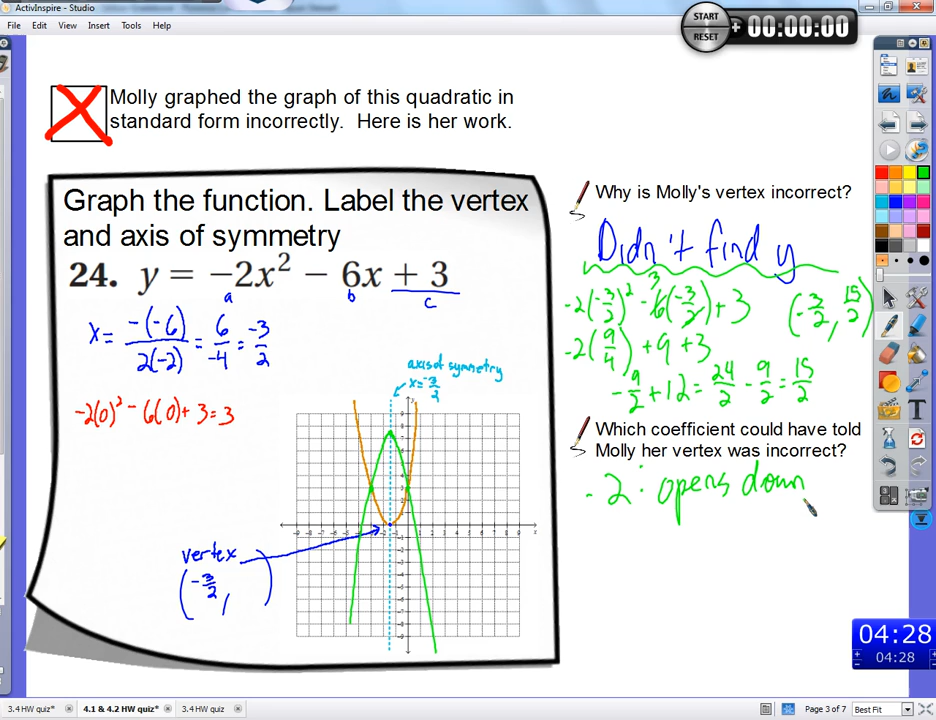 ActivInspire - Studio
File Edit View Insert Tools Help
START
RESET
00:00:00
Molly graphed the graph of this quadratic in
standard form incorrectly. Here is her work.
Graph the function. Label the vertex
and axis of symmetry
24. y = −2x² − 6x + 3
a b c
x = -(-6)/2(-2) = 6/-4 = -3/2
-2(0)² - 6(0) + 3 = 3
axis of symmetry
x = -3/2
vertex
(-3/2, )
Why is Molly's vertex incorrect?
Didn't find y
-2(-3/2)² - 6(-3/2) + 3 (-3/2, 15/2)
3
-2(9/4) + 9 + 3
-9/2 + 12 = 24/2 - 9/2 = 15/2
Which coefficient could have told
Molly her vertex was incorrect?
-2: opens down
04:28
04:28
3.4 HW quiz* 4.1 & 4.2 HW quiz* 3.4 HW quiz
Page 3 of 7 Best Fit